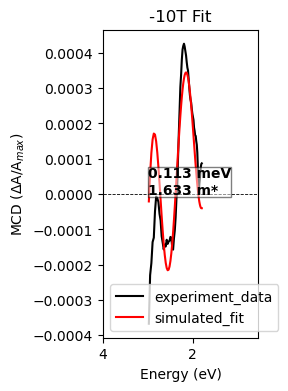 -10T Fit
MCD (ΔA/A_max)
0.0004
0.0003
0.0002
0.0001
0.0000
−0.0001
−0.0002
−0.0003
−0.0004
0.113 meV
1.633 m*
experiment_data
simulated_fit
4
2
Energy (eV)